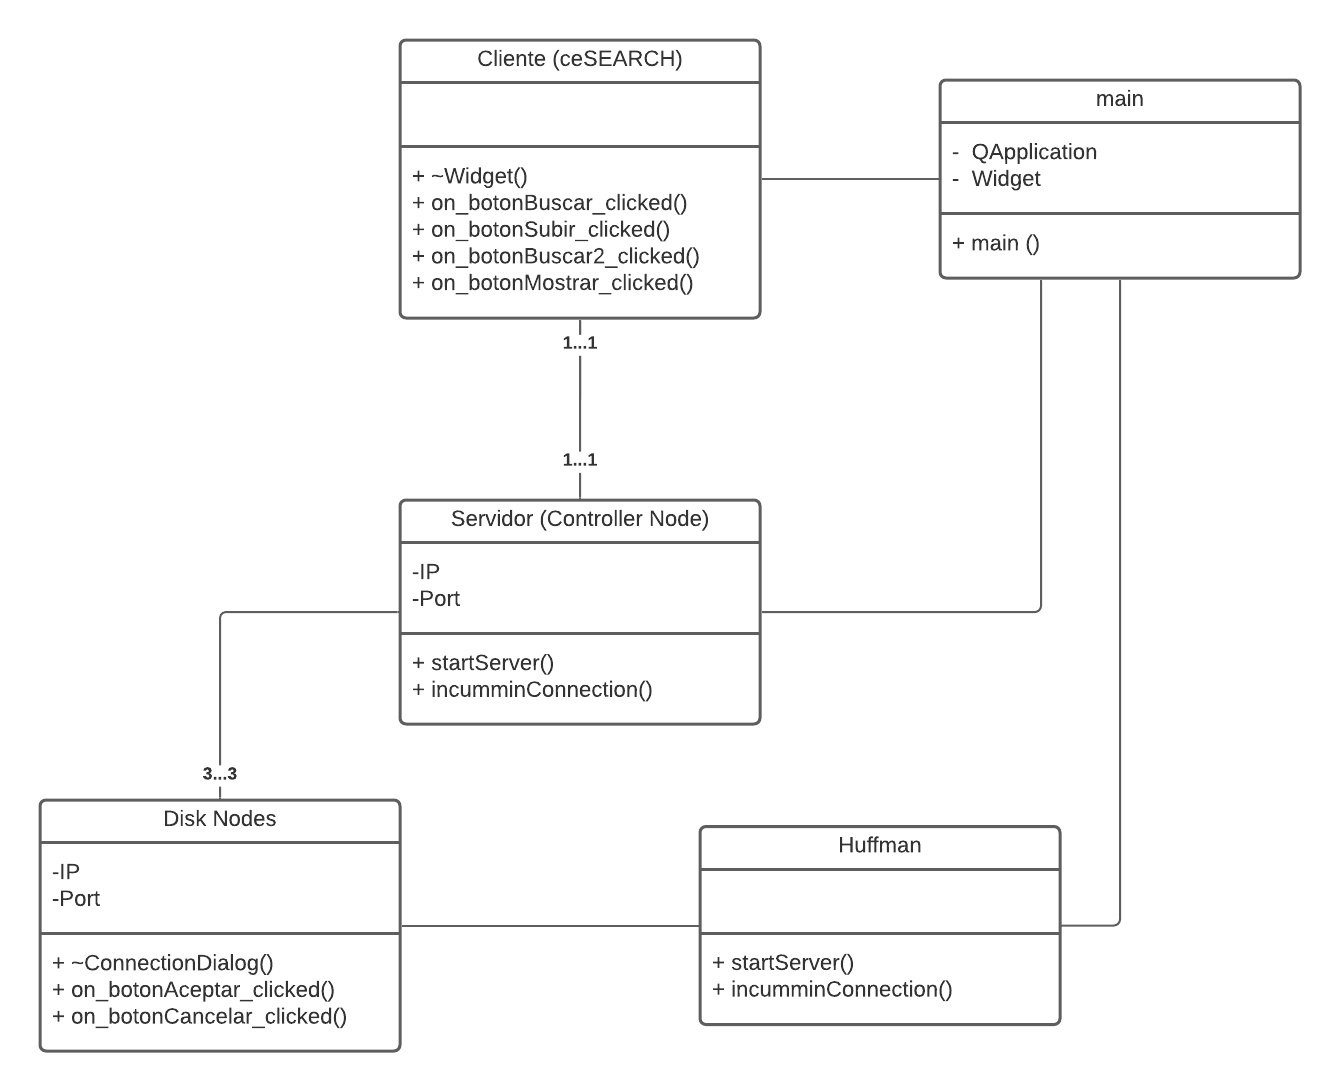 Cliente (ceSEARCH)
+ ~Widget()
+ on_botonBuscar_clicked()
+ on_botonSubir_clicked()
+ on_botonBuscar2_clicked()
+ on_botonMostrar_clicked()
main
- QApplication
- Widget
+ main ()
1...1
1...1
Servidor (Controller Node)
-IP
-Port
+ startServer()
+ incumminConnection()
3...3
Disk Nodes
-IP
-Port
+ ~ConnectionDialog()
+ on_botonAceptar_clicked()
+ on_botonCancelar_clicked()
Huffman
+ startServer()
+ incumminConnection()